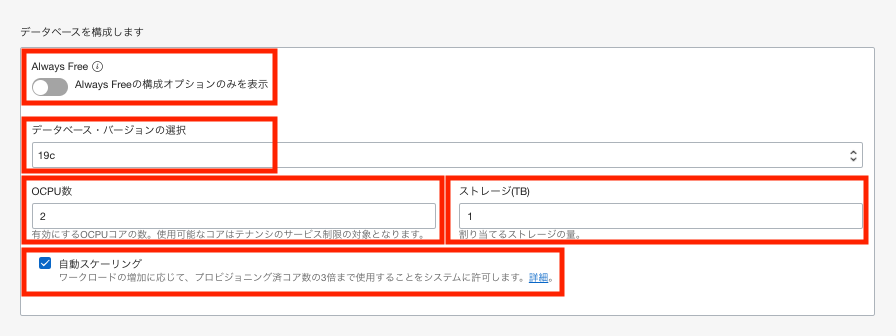 データベースを構成します
Always Free
Always Freeの構成オプションのみを表示
データベース・バージョンの選択
19c
OCPU数
ストレージ(TB)
2
1
有効にするOCPUコアの数。使用可能なコアはテナンシのサービス制限の対象となります。
割り当てるストレージの量。
自動スケーリング
ワークロードの増加に応じて、プロビジョニング済コア数の3倍まで使用することをシステムに許可します。詳細。